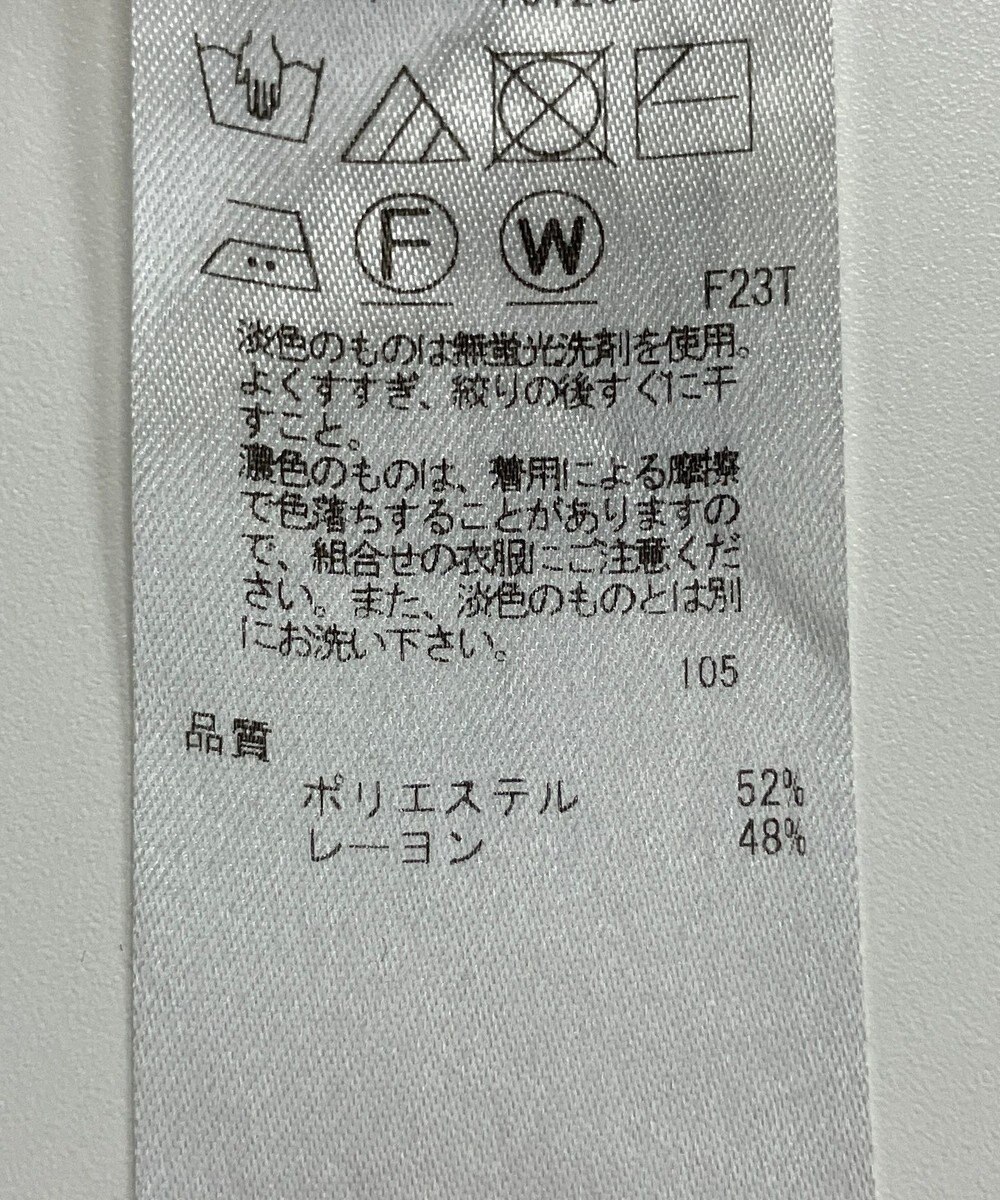 F
W
F23T
淡色のものは無蛍光洗剤を使用。
よくすすぎ、絞りの後すぐに干
すこと。
濃色のものは、着用による摩擦
で色落ちすることがありますの
で、組合せの衣服にご注意くだ
さい。また、淡色のものとは別
にお洗い下さい。
105
品質
ポリエステル 52%
レーヨン 48%